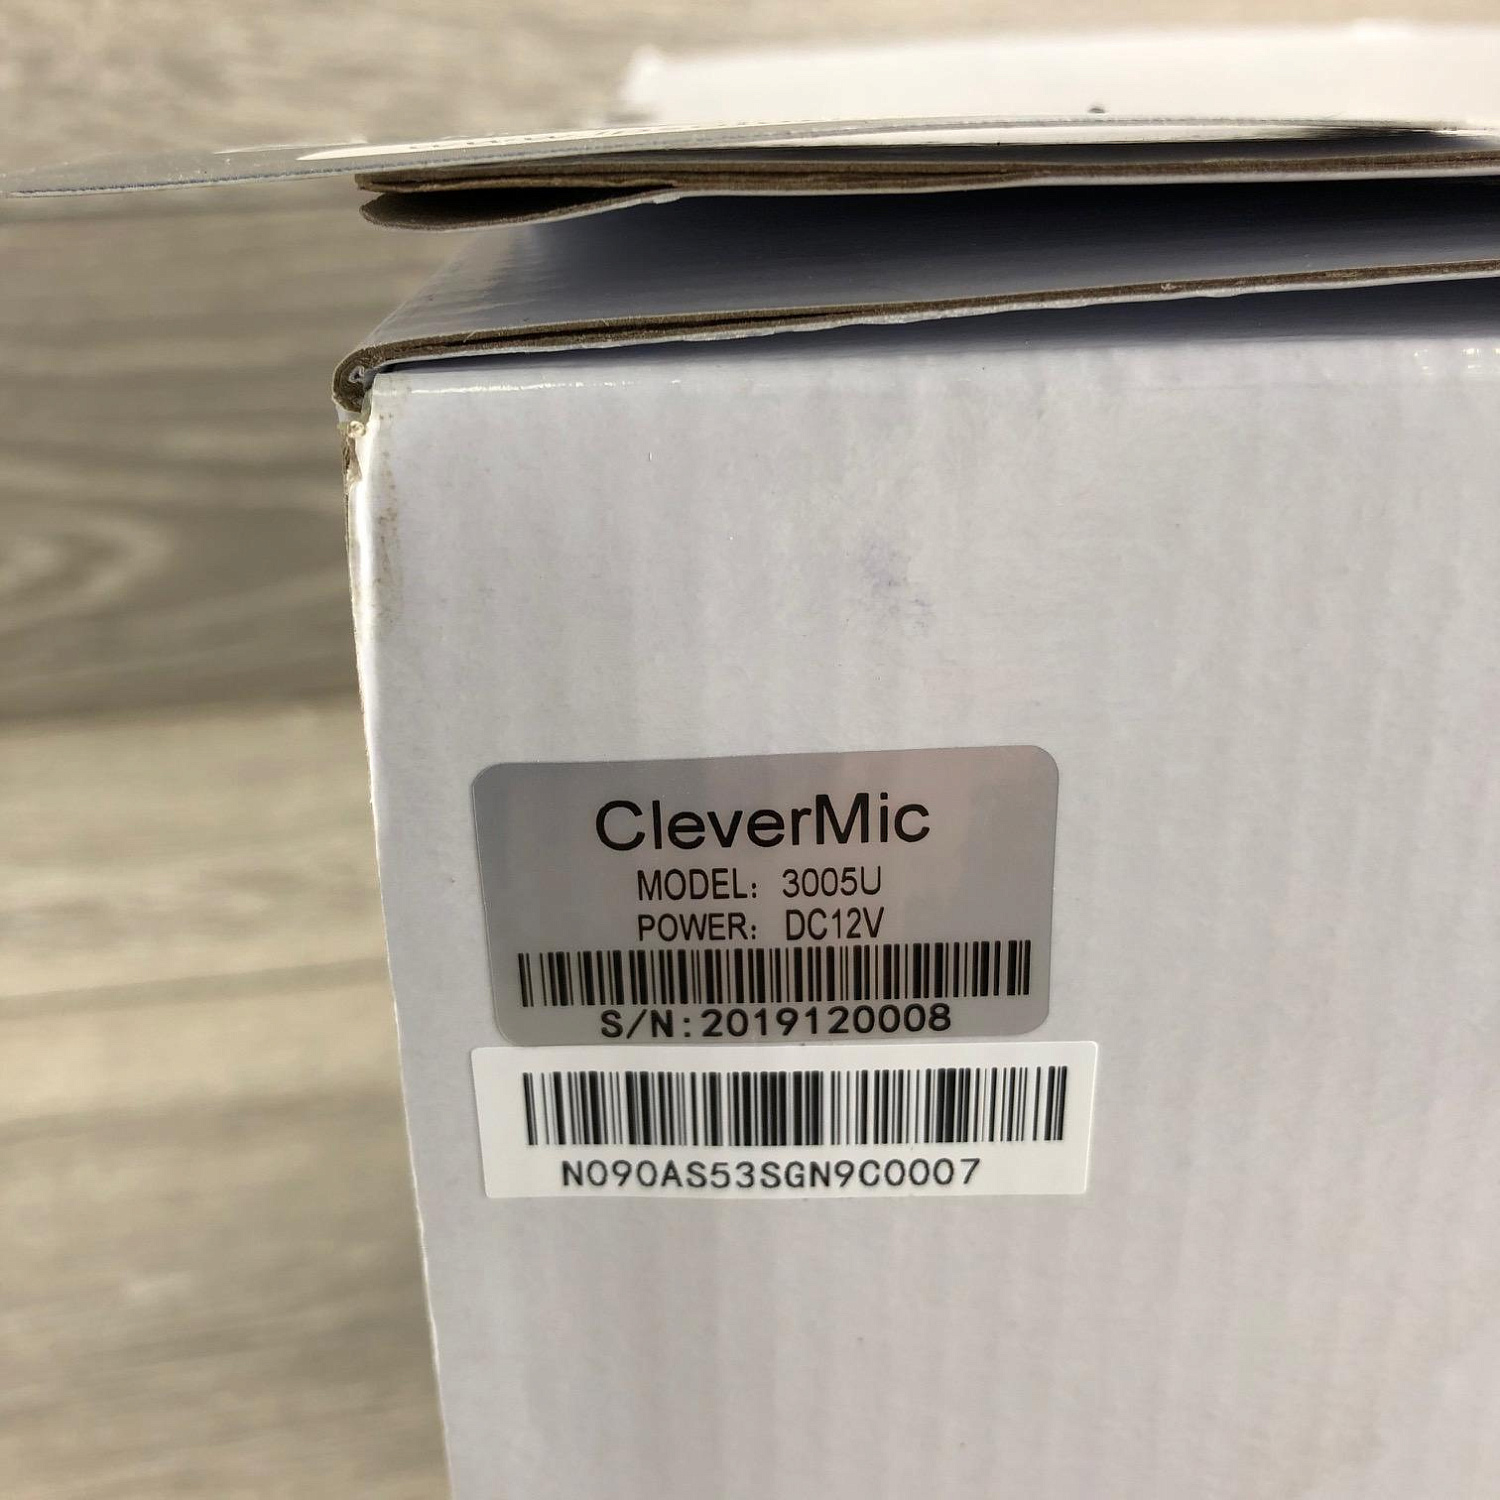 CleverMic
MODEL: 3005U
POWER: DC12V
S/N:2019120008
N090AS53SGN9C0007